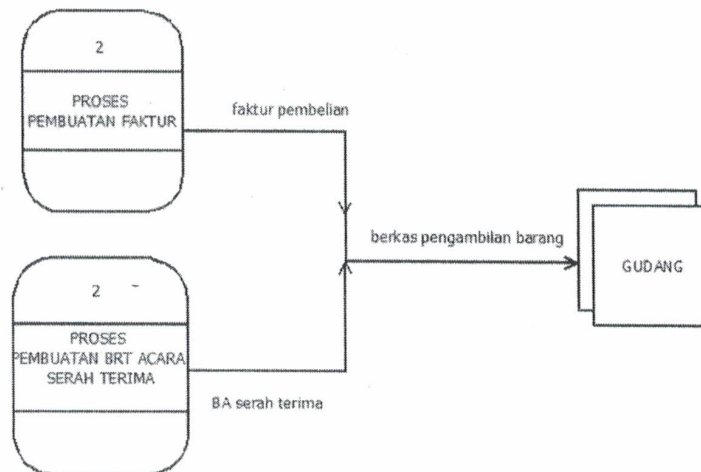 2
PROSES
PEMBUATAN FAKTUR
faktur pembelian
berkas pengambilan barang
GUDANG
2
PROSES
PEMBUATAN BRT ACARA
SERAH TERIMA
BA serah terima